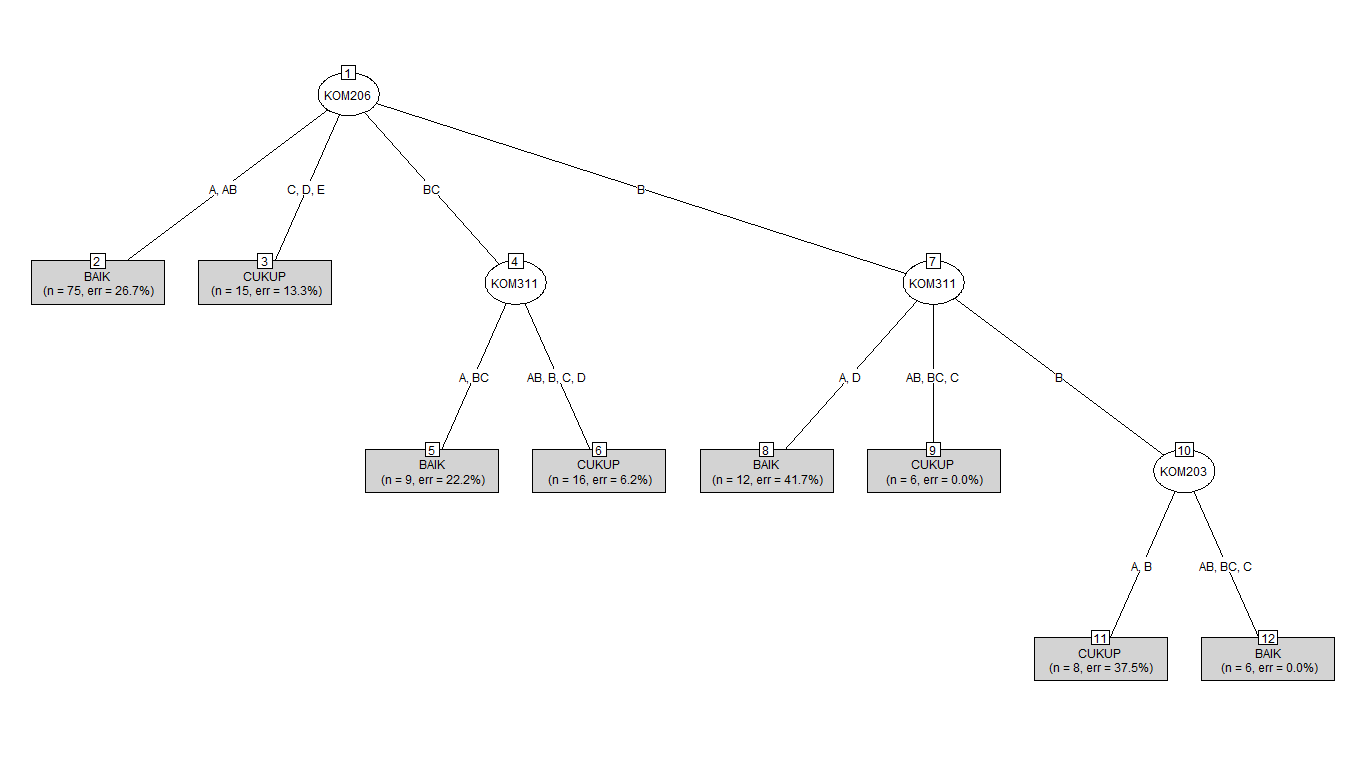 1
KOM206
A, AB
C, D, E
BC
B
2
BAIK
(n = 75, err = 26.7%)
3
CUKUP
(n = 15, err = 13.3%)
4
KOM311
7
KOM311
A, BC
AB, B, C, D
A, D
AB, BC, C
B
5
BAIK
(n = 9, err = 22.2%)
6
CUKUP
(n = 16, err = 6.2%)
8
BAIK
(n = 12, err = 41.7%)
9
CUKUP
(n = 6, err = 0.0%)
10
KOM203
A, B
AB, BC, C
11
CUKUP
(n = 8, err = 37.5%)
12
BAIK
(n = 6, err = 0.0%)